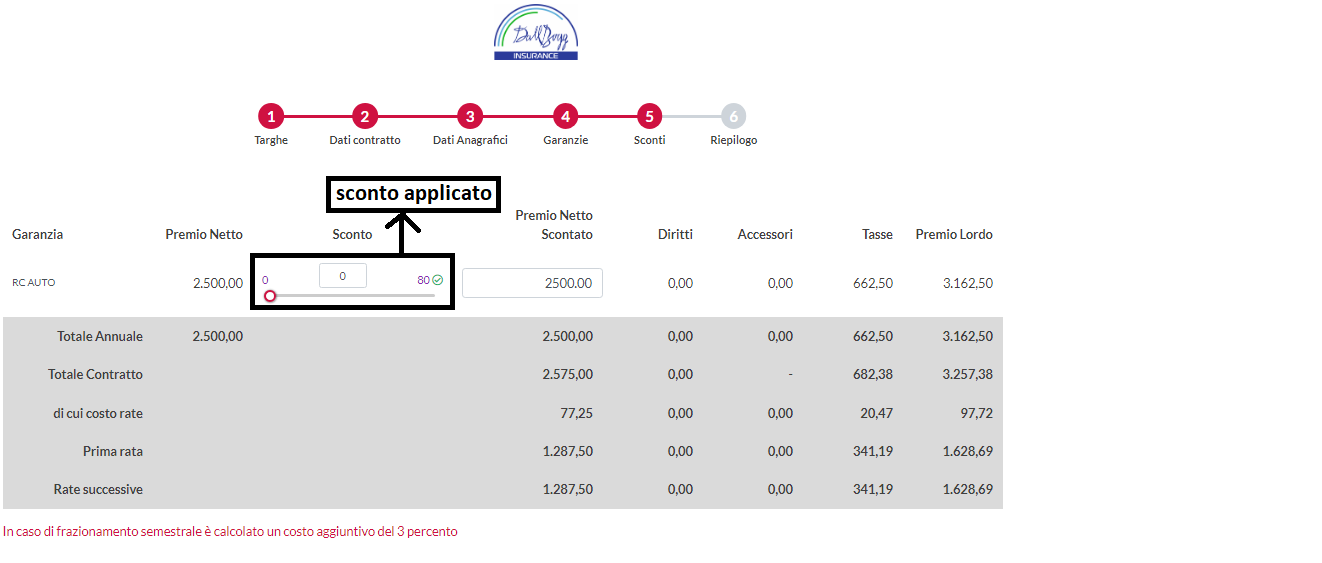 DallBogg
INSURANCE
1 2 3 4 5 6
Targhe Dati contratto Dati Anagrafici Garanzie Sconti Riepilogo
sconto applicato
Garanzia Premio Netto Sconto Premio Netto Scontato Diritti Accessori Tasse Premio Lordo
RC AUTO 2.500,00 0 0 80 2500.00 0,00 0,00 662,50 3.162,50
Totale Annuale 2.500,00 2.500,00 0,00 0,00 662,50 3.162,50
Totale Contratto 2.575,00 0,00 - 682,38 3.257,38
di cui costo rate 77,25 0,00 0,00 20,47 97,72
Prima rata 1.287,50 0,00 0,00 341,19 1.628,69
Rate successive 1.287,50 0,00 0,00 341,19 1.628,69
In caso di frazionamento semestrale è calcolato un costo aggiuntivo del 3 percento